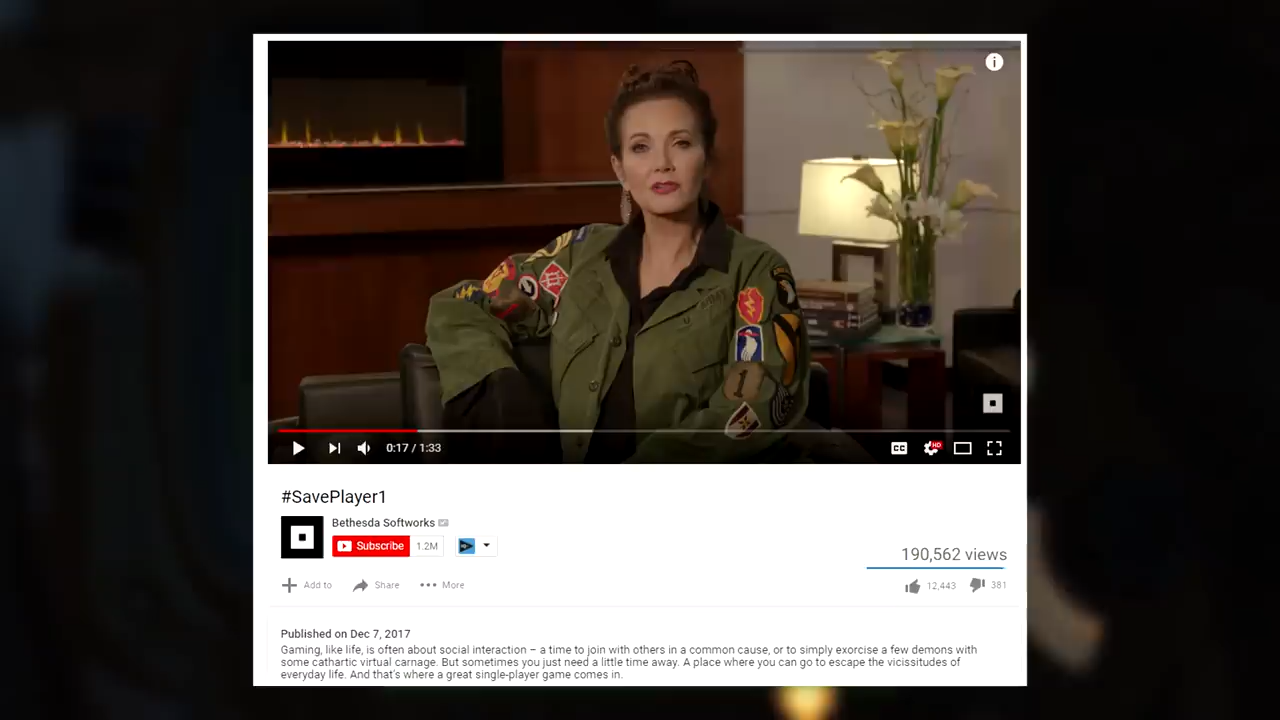 i
0:17 / 1:33
CC
HD
#SavePlayer1
Bethesda Softworks
Subscribe 1.2M
190,562 views
Add to Share More
12,443 381
Published on Dec 7, 2017
Gaming, like life, is often about social interaction – a time to join with others in a common cause, or to simply exorcise a few demons with
some cathartic virtual carnage. But sometimes you just need a little time away. A place where you can go to escape the vicissitudes of
everyday life. And that's where a great single-player game comes in.